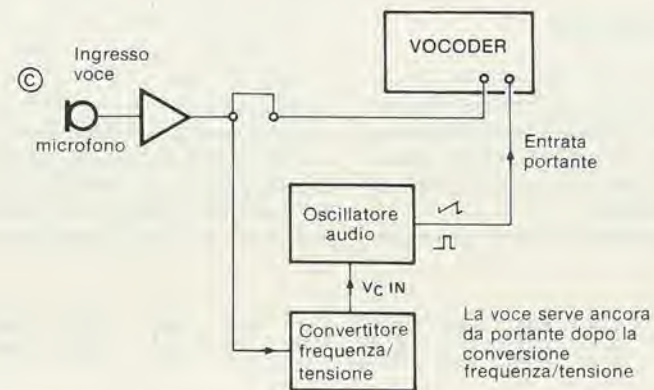 Ingresso
voce
©
microfono
VOCODER
Entrata
portante
Oscillatore
audio
VC IN
Convertitore
frequenza/
tensione
La voce serve ancora
da portante dopo la
conversione
frequenza/tensione